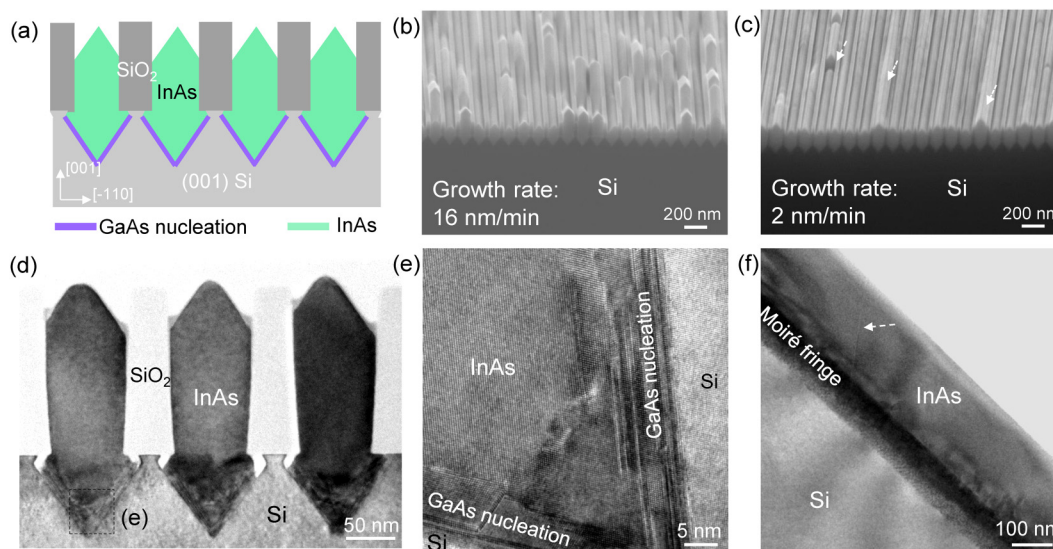 (a)
SiO2
InAs
[001]
[-110]
(001) Si
GaAs nucleation
InAs
(b)
Growth rate:
16 nm/min
Si
200 nm
(c)
Growth rate:
2 nm/min
Si
200 nm
(d)
SiO2
InAs
(e)
Si
50 nm
(e)
InAs
GaAs nucleation
Si
GaAs nucleation
Si
5 nm
(f)
Moiré fringe
InAs
Si
100 nm